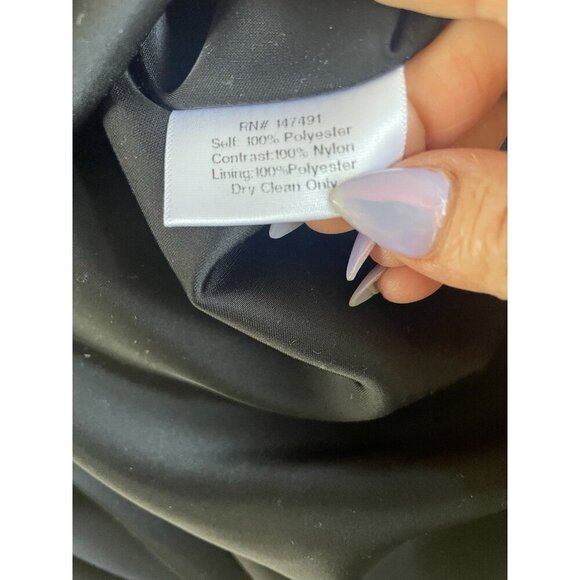 RN# 147491
Self: 100% Polyester
Contrast:100% Nylon
Lining:100%Polyester
Dry Clean Only